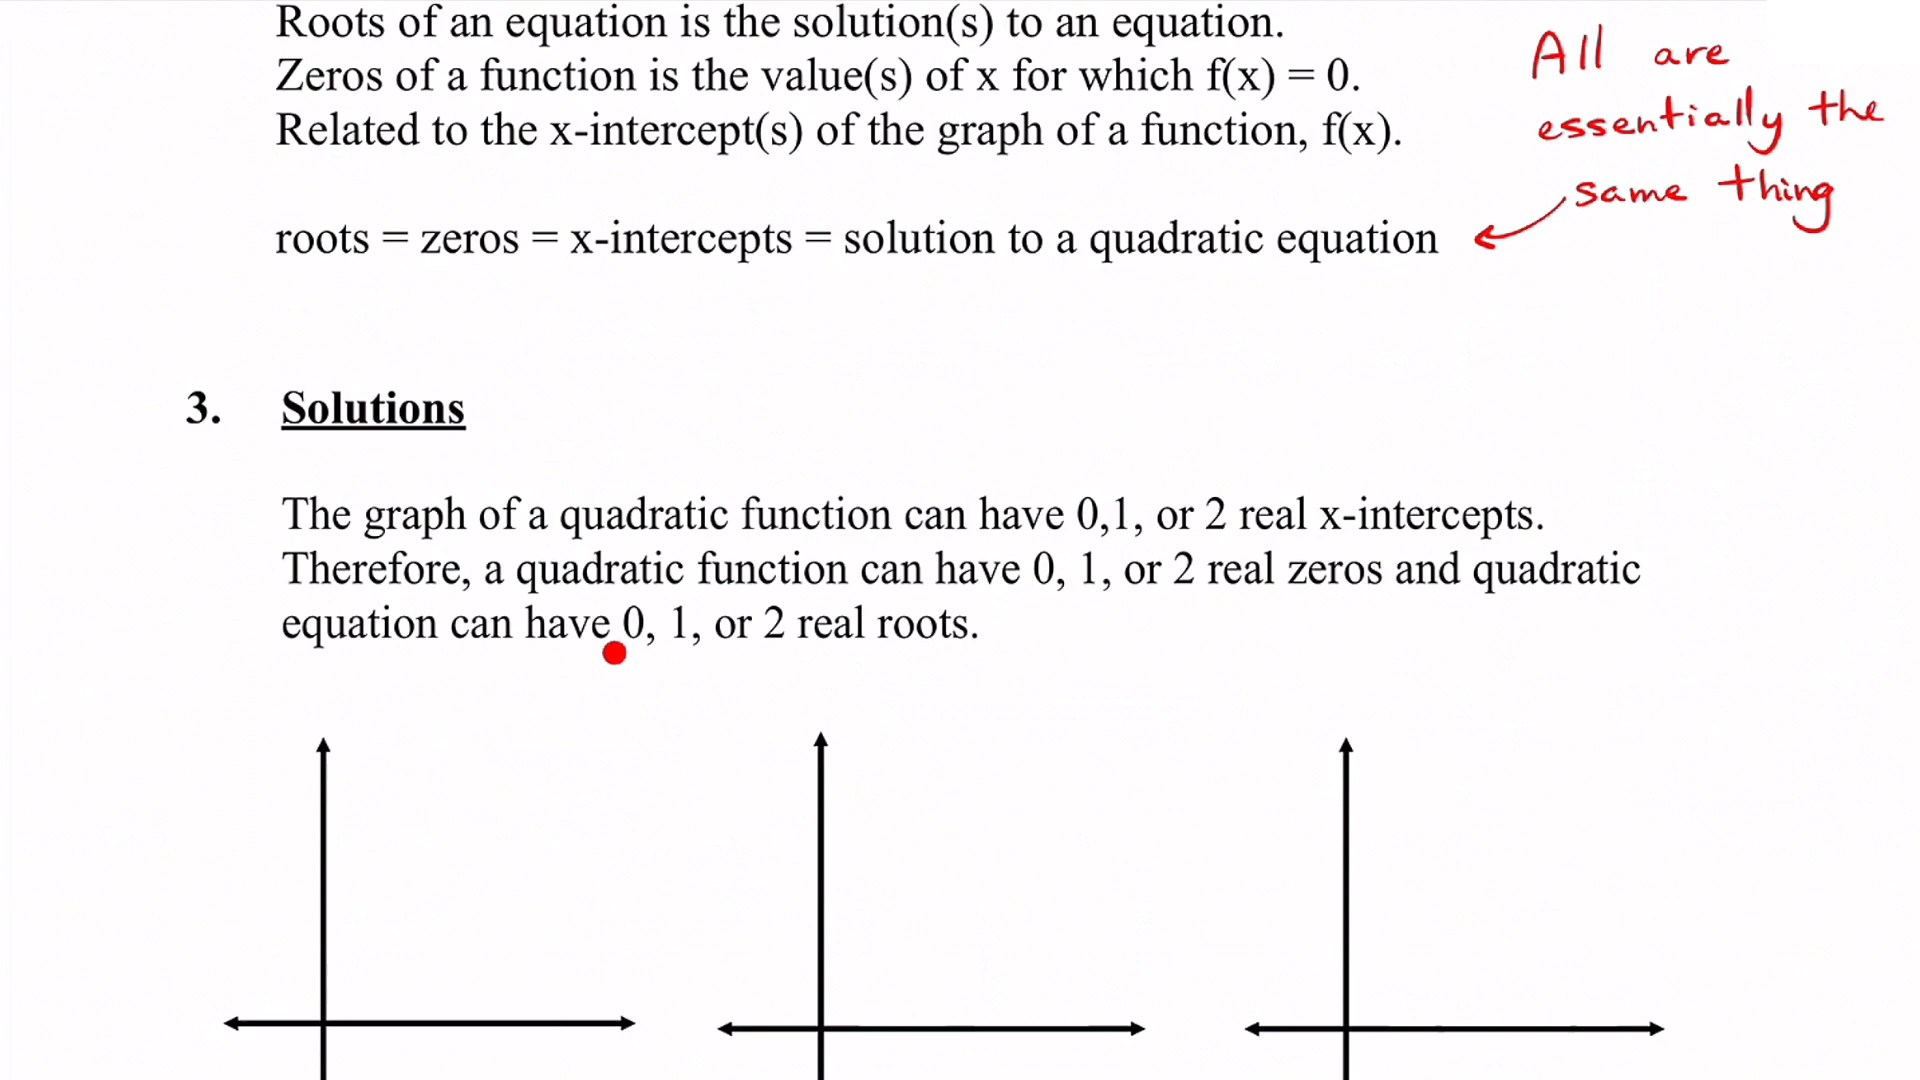 Roots of an equation is the solution(s) to an equation.
Zeros of a function is the value(s) of x for which f(x) = 0.
Related to the x-intercept(s) of the graph of a function, f(x).
All are
essentially the
same thing
roots = zeros = x-intercepts = solution to a quadratic equation
3. Solutions
The graph of a quadratic function can have 0,1, or 2 real x-intercepts.
Therefore, a quadratic function can have 0, 1, or 2 real zeros and quadratic
equation can have 0, 1, or 2 real roots.